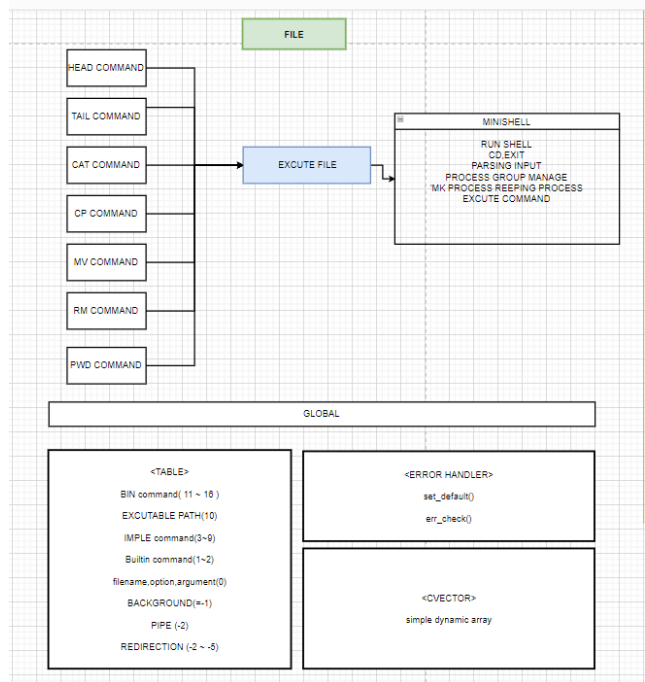 FILE
HEAD COMMAND
TAIL COMMAND
CAT COMMAND
CP COMMAND
MV COMMAND
RM COMMAND
PWD COMMAND
EXCUTE FILE
MINISHELL
RUN SHELL
CD,EXIT
PARSING INPUT
PROCESS GROUP MANAGE
'MK PROCESS REEPING PROCESS
EXCUTE COMMAND
GLOBAL
<TABLE>
BIN command( 11 ~ 16 )
EXCUTABLE PATH(10)
IMPLE command(3~9)
Builtin command(1~2)
filename,option,argument(0)
BACKGROUND(=-1)
PIPE (-2)
REDIRECTION (-2 ~ -5)
<ERROR HANDLER>
set_default()
err_check()
<CVECTOR>
simple dynamic array